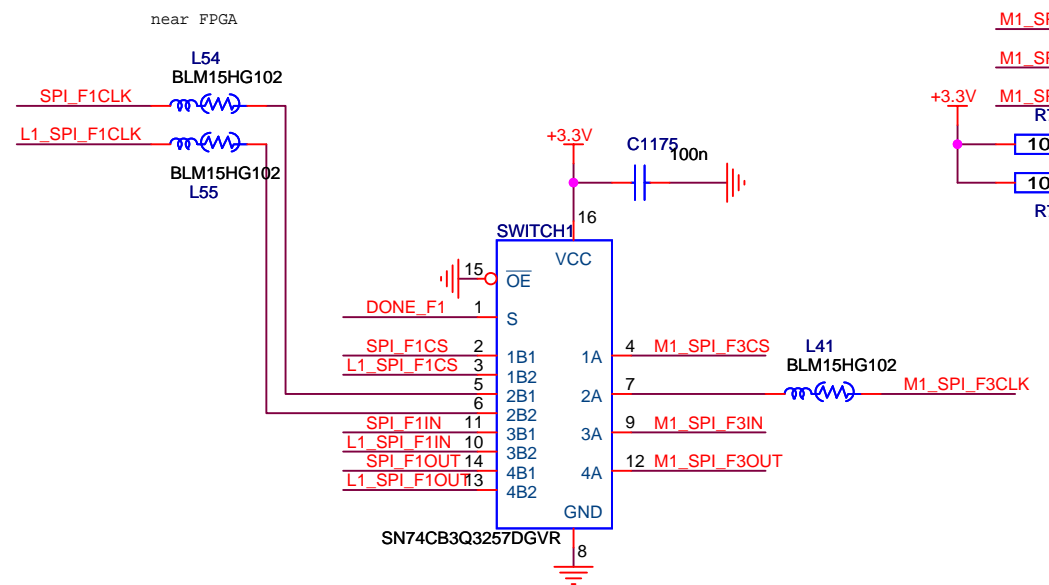 near FPGA
L54
BLM15HG102
SPI_F1CLK
L1_SPI_F1CLK
BLM15HG102
L55
+3.3V
C1175
100n
16
SWITCH1
VCC
15
OE
DONE_F1
1
S
SPI_F1CS
2
1B1
L1_SPI_F1CS
3
1B2
5
2B1
6
2B2
SPI_F1IN
11
3B1
L1_SPI_F1IN
10
3B2
SPI_F1OUT
14
4B1
L1_SPI_F1OUT
13
4B2
1A
4
M1_SPI_F3CS
2A
7
L41
BLM15HG102
M1_SPI_F3CLK
3A
9
M1_SPI_F3IN
4A
12
M1_SPI_F3OUT
GND
SN74CB3Q3257DGVR
8
+3.3V